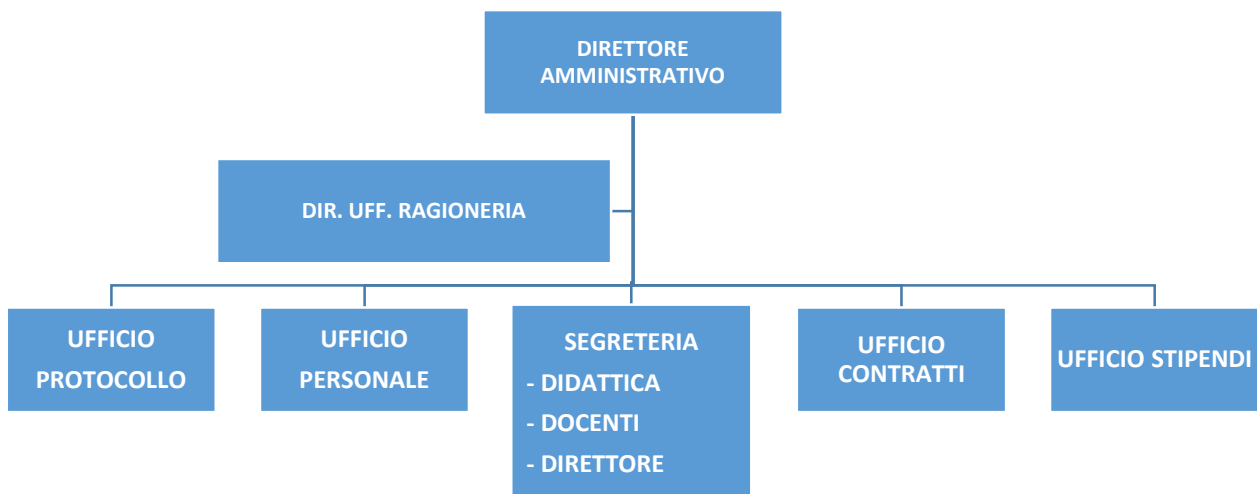 DIRETTORE
AMMINISTRATIVO
DIR. UFF. RAGIONERIA
UFFICIO
PROTOCOLLO
UFFICIO
PERSONALE
SEGRETERIA
- DIDATTICA
- DOCENTI
- DIRETTORE
UFFICIO
CONTRATTI
UFFICIO STIPENDI